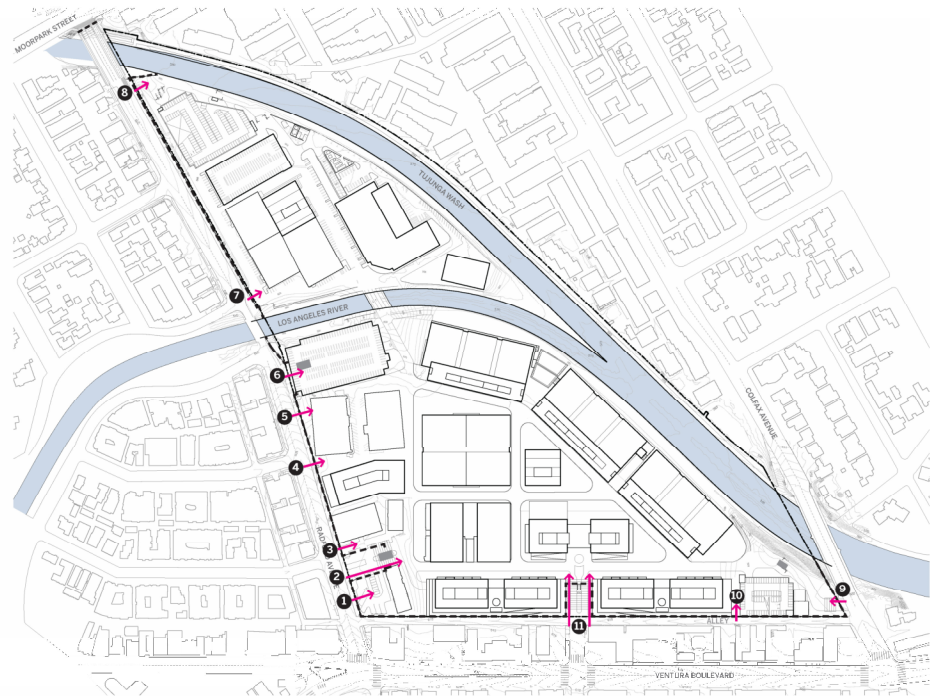 MOORPARK STREET
8
TUJUNGA WASH
7
LOS ANGELES RIVER
6
5
COLFAX AVENUE
4
3
2
1
9
10
11
ALLEY
VENTURA BOULEVARD